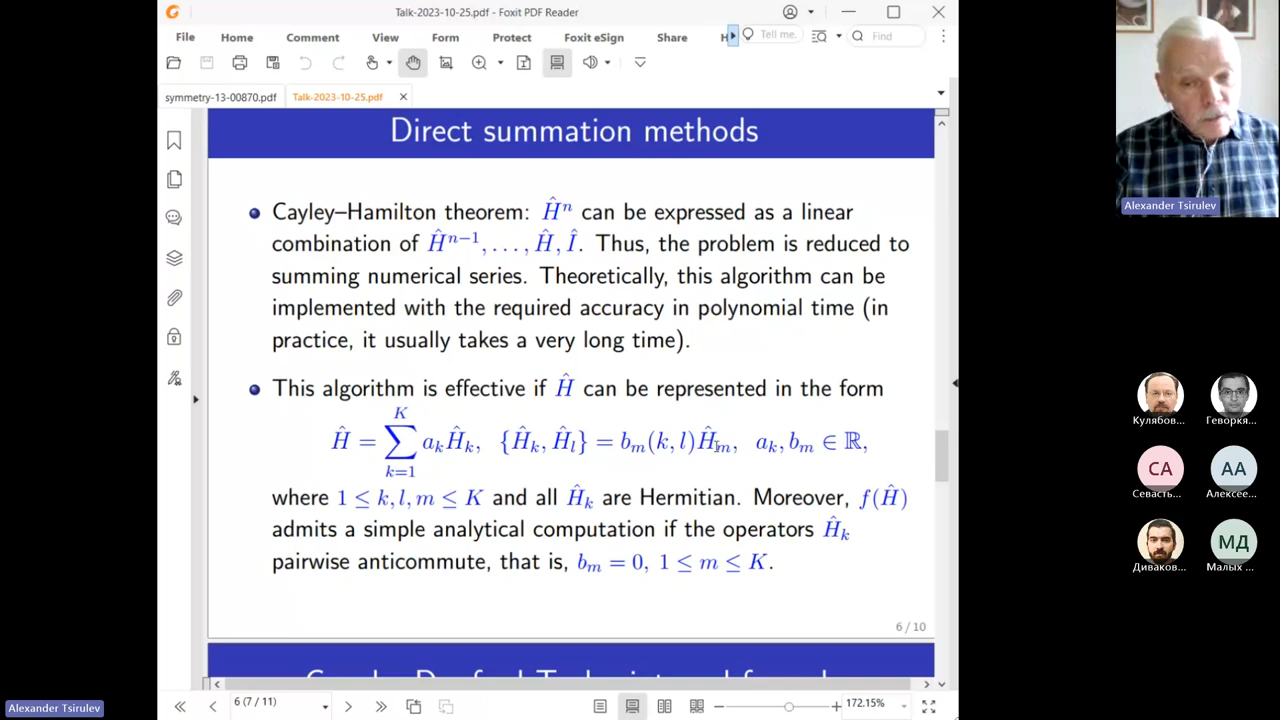 Talk-2023-10-25.pdf - Foxit PDF Reader
File Home Comment View Form Protect Foxit eSign Share H Tell me. Find
symmetry-13-00870.pdf Talk-2023-10-25.pdf
Direct summation methods
Cayley–Hamilton theorem: Ĥⁿ can be expressed as a linear
combination of Ĥⁿ⁻¹, . . . , Ĥ, Î. Thus, the problem is reduced to
summing numerical series. Theoretically, this algorithm can be
implemented with the required accuracy in polynomial time (in
practice, it usually takes a very long time).
This algorithm is effective if Ĥ can be represented in the form
Ĥ = ∑_{k=1}^{K} a_k Ĥ_k, {Ĥ_k, Ĥ_l} = b_m(k, l)Ĥ_m, a_k, b_m ∈ ℝ,
where 1 ≤ k, l, m ≤ K and all Ĥ_k are Hermitian. Moreover, f(Ĥ)
admits a simple analytical computation if the operators Ĥ_k
pairwise anticommute, that is, b_m = 0, 1 ≤ m ≤ K.
6 / 10
6 (7 / 11)
172.15%
Alexander Tsirulev
Alexander Tsirulev
Кулябов...
Геворкя...
СА
АА
Севасть...
Алексее...
МД
Диваков...
Малых ...